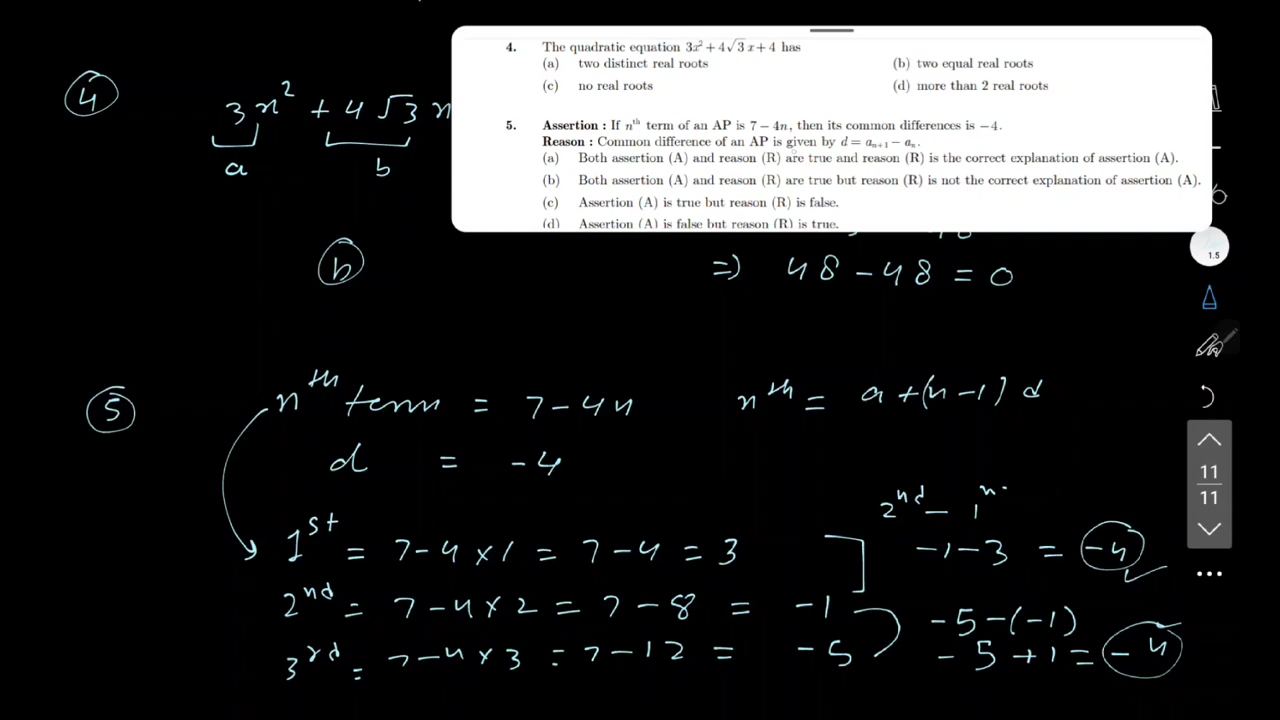 4. The quadratic equation 3x² + 4√3 x + 4 has
(a) two distinct real roots (b) two equal real roots
(c) no real roots (d) more than 2 real roots
5. Assertion : If nᵗʰ term of an AP is 7 − 4n, then its common differences is −4.
Reason : Common difference of an AP is given by d = aₙ₊₁ − aₙ.
(a) Both assertion (A) and reason (R) are true and reason (R) is the correct explanation of assertion (A).
(b) Both assertion (A) and reason (R) are true but reason (R) is not the correct explanation of assertion (A).
(c) Assertion (A) is true but reason (R) is false.
(d) Assertion (A) is false but reason (R) is true.
4 3x² + 4√3 x
a b
b
=) 48 - 48 = 0
1.5
5 nᵗʰ term = 7 - 4n nᵗʰ = a + (n - 1) d
d = -4
11
11
2ⁿᵈ - 1
1ˢᵗ = 7 - 4 × 1 = 7 - 4 = 3 -1 - 3 = -4
2ⁿᵈ = 7 - 4 × 2 = 7 - 8 = -1 -5 - (-1)
3ʳᵈ = 7 - 4 × 3 = 7 - 12 = -5 -5 + 1 = -4